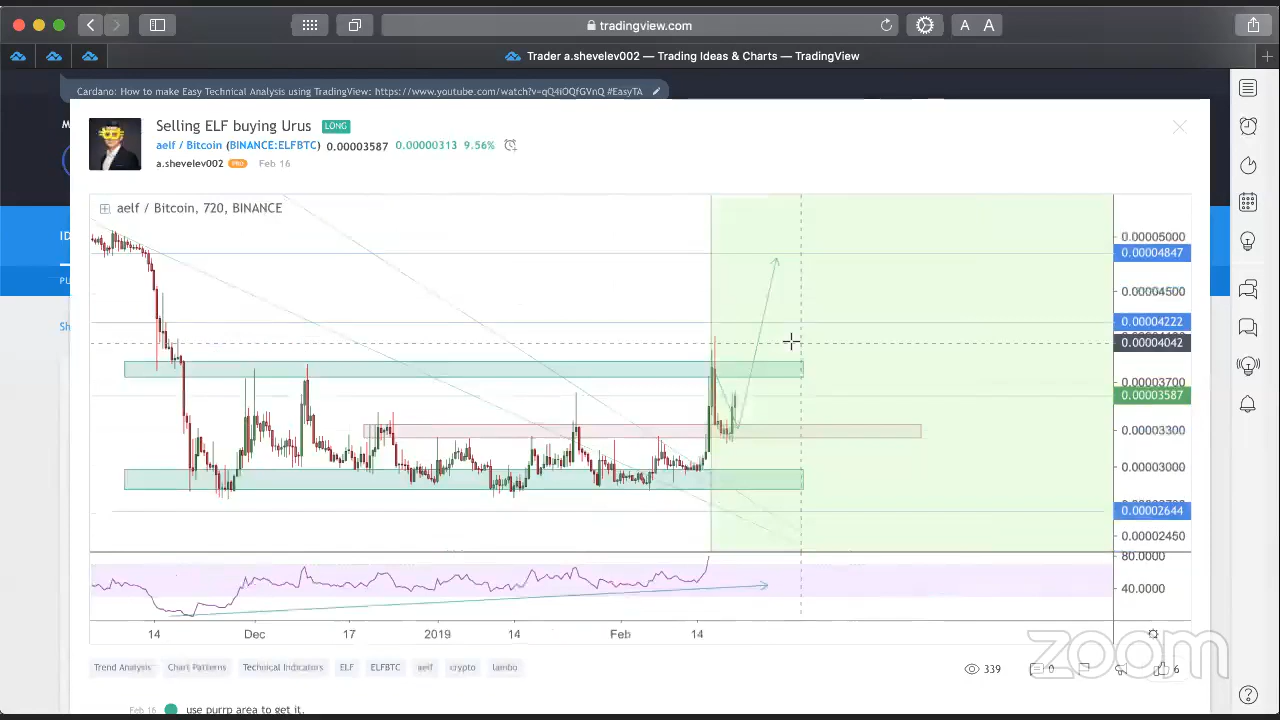 tradingview.com
A A
Trader a.shevelev002 — Trading Ideas & Charts — TradingView
Cardano: How to make Easy Technical Analysis using TradingView: https://www.youtube.com/watch?v=qQ4iOQfGVnQ #EasyTA
Selling ELF buying Urus LONG
aelf / Bitcoin (BINANCE:ELFBTC) 0.00003587 0.00000313 9.56%
a.shevelev002 PRO Feb 16
aelf / Bitcoin, 720, BINANCE
0.00005000
0.00004847
0.00004500
0.00004222
0.00004042
0.00003700
0.00003587
0.00003300
0.00003000
0.00002644
0.00002450
80.0000
40.0000
14 Dec 17 2019 14 Feb 14
zoom
Trend Analysis Chart Patterns Technical Indicators ELF ELFBTC aelf crypto lambo 339 0 6
Feb 16 use purrp area to get it.